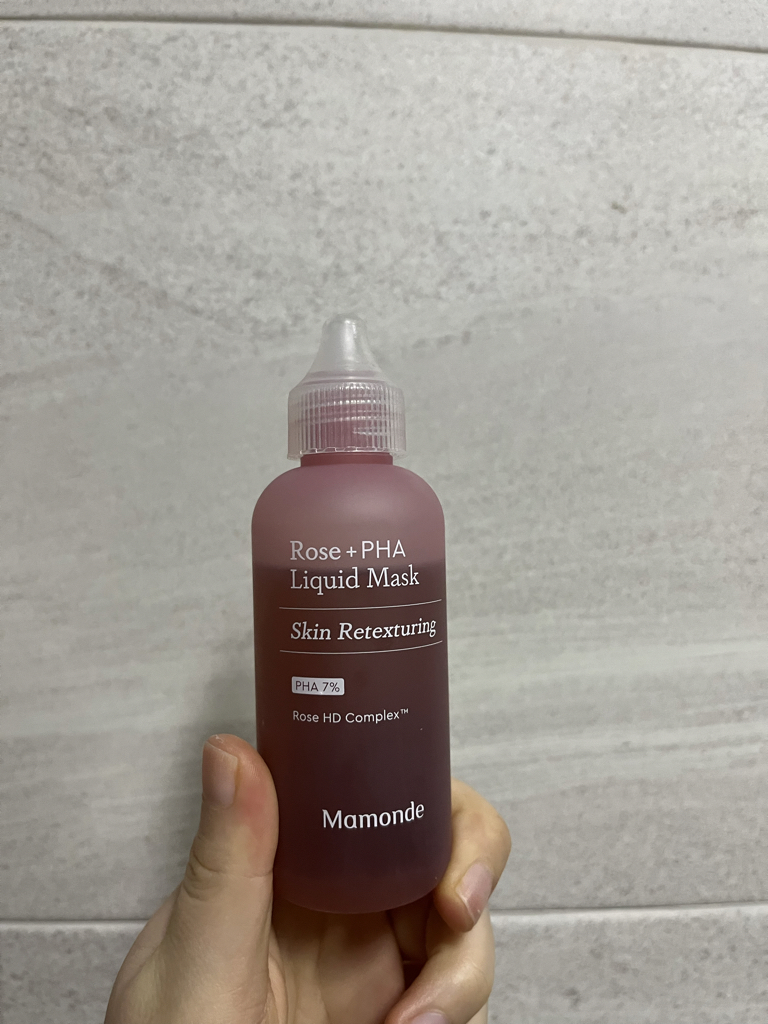 Rose + PHA
Liquid Mask
Skin Retexturing
PHA 7%
Rose HD Complex™
Mamonde